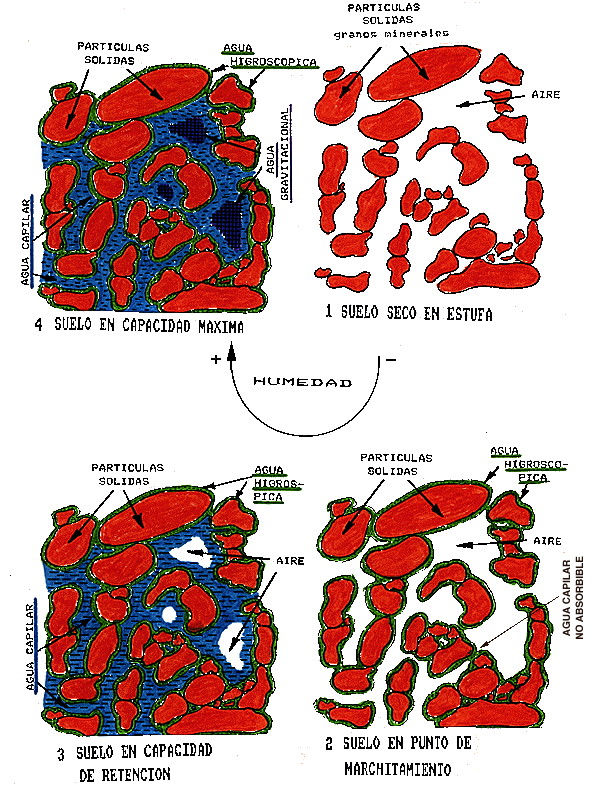 PARTICULAS
SOLIDAS
AGUA
HIGROSCOPICA
AGUA
GRAVITACIONAL
AGUA CAPILAR
4 SUELO EN CAPACIDAD MAXIMA
PARTICULAS
SOLIDAS
granos minerales
AIRE
1 SUELO SECO EN ESTUFA
+
HUMEDAD
−
PARTICULAS
SOLIDAS
AGUA
HIGROS-
PICA
AIRE
AGUA CAPILAR
3 SUELO EN CAPACIDAD
DE RETENCION
PARTICULAS
SOLIDAS
AGUA
HIGROSCO-
PICA
AIRE
AGUA CAPILAR
NO ABSORBIBLE
2 SUELO EN PUNTO DE
MARCHITAMIENTO